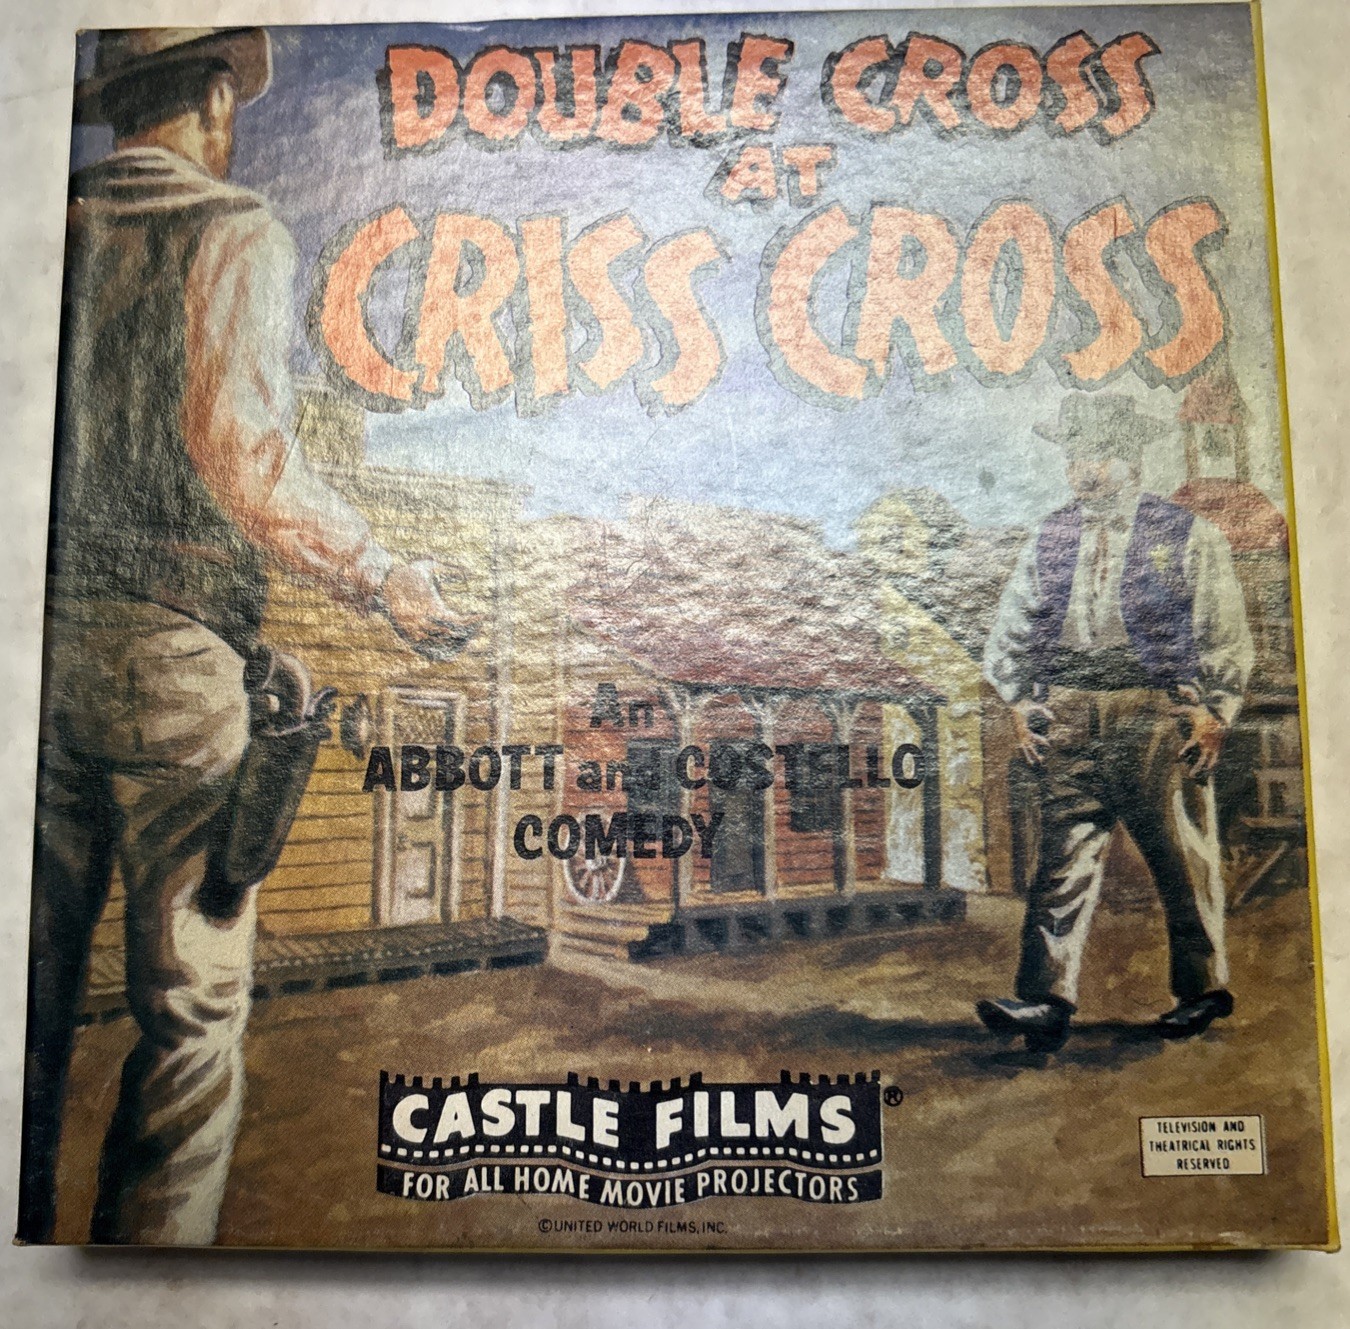 DOUBLE CROSS
AT
CRISS CROSS
An
ABBOTT and COSTELLO
COMEDY
CASTLE FILMS®
FOR ALL HOME MOVIE PROJECTORS
©UNITED WORLD FILMS, INC.
TELEVISION AND
THEATRICAL RIGHTS
RESERVED